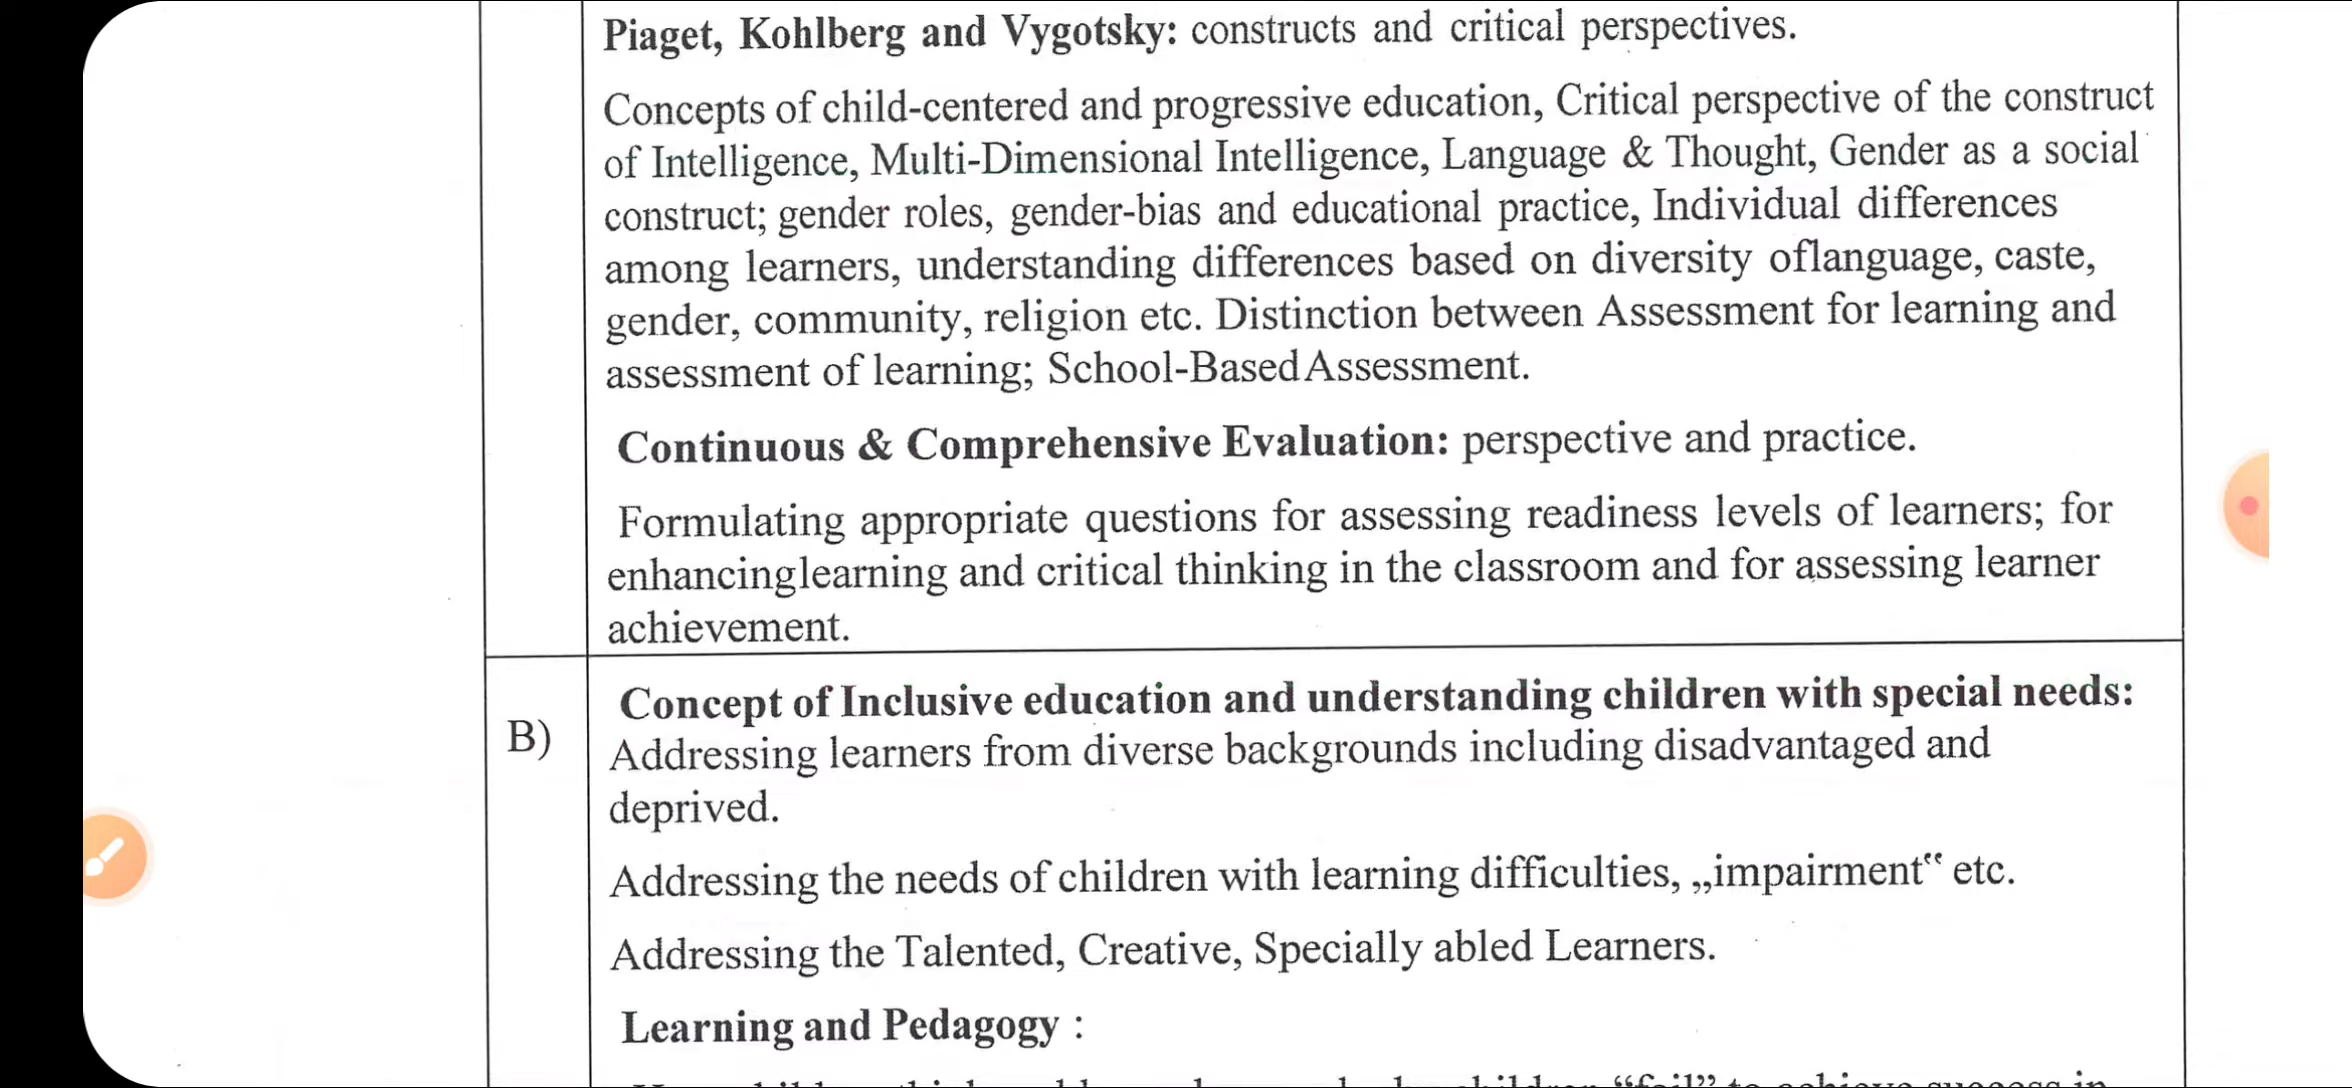 Piaget, Kohlberg and Vygotsky: constructs and critical perspectives.
Concepts of child-centered and progressive education, Critical perspective of the construct
of Intelligence, Multi-Dimensional Intelligence, Language & Thought, Gender as a social
construct; gender roles, gender-bias and educational practice, Individual differences
among learners, understanding differences based on diversity oflanguage, caste,
gender, community, religion etc. Distinction between Assessment for learning and
assessment of learning; School-BasedAssessment.
Continuous & Comprehensive Evaluation: perspective and practice.
Formulating appropriate questions for assessing readiness levels of learners; for
enhancinglearning and critical thinking in the classroom and for assessing learner
achievement.
B)
Concept of Inclusive education and understanding children with special needs:
Addressing learners from diverse backgrounds including disadvantaged and
deprived.
Addressing the needs of children with learning difficulties, „impairment‟ etc.
Addressing the Talented, Creative, Specially abled Learners.
Learning and Pedagogy :